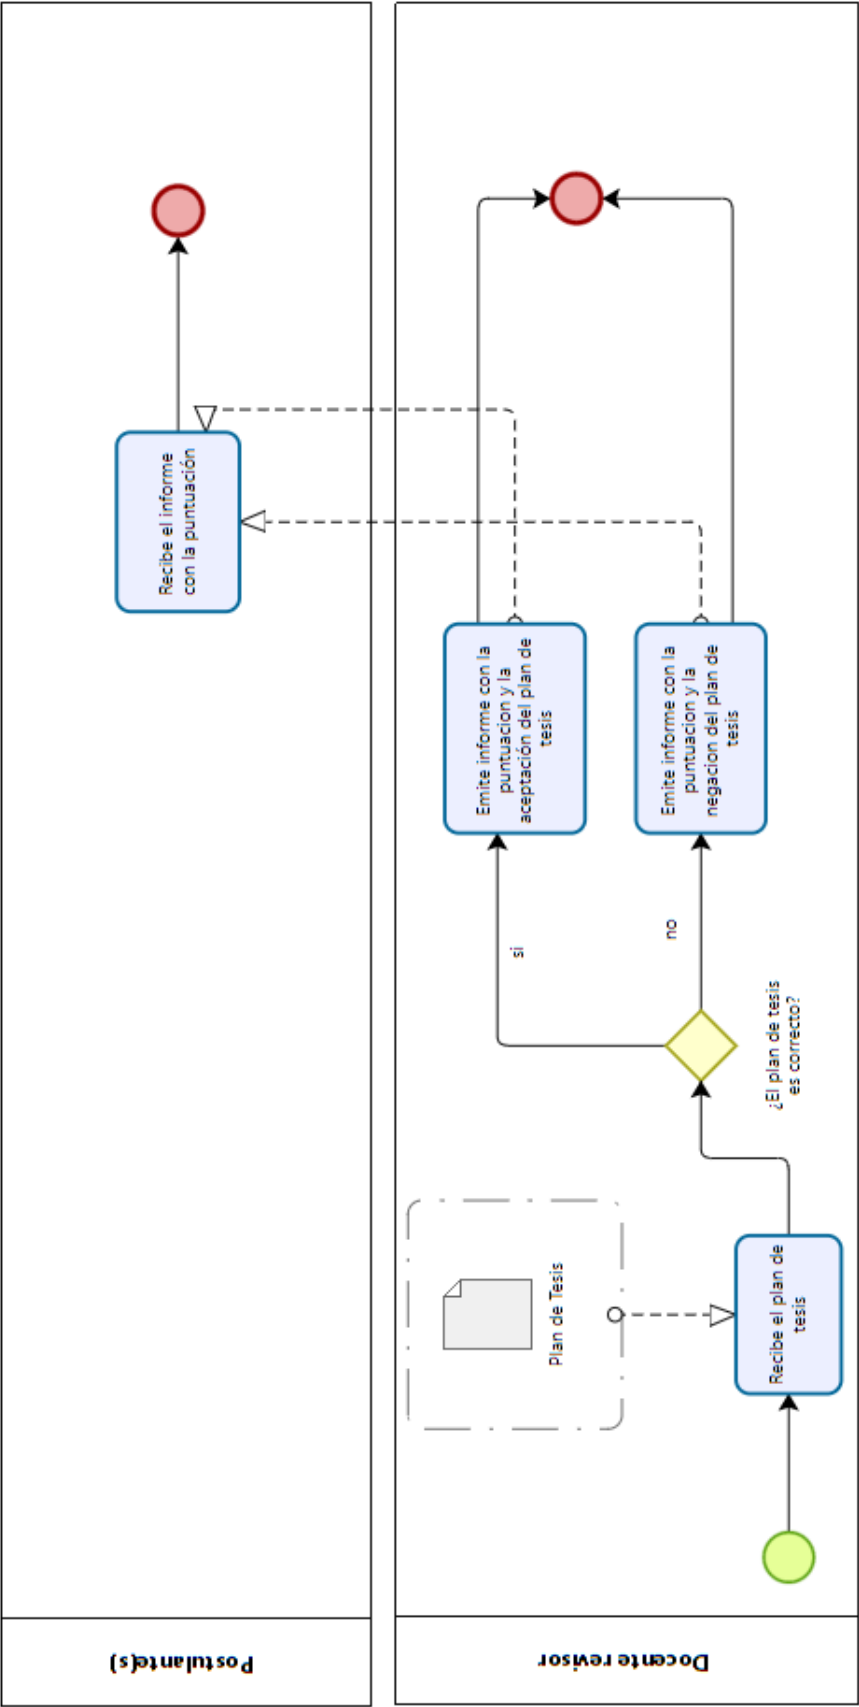 Postulante(s)
Recibe el informe
con la puntuación
Docente revisor
Recibe el plan de
tesis
Plan de Tesis
¿El plan de tesis
es correcto?
si
no
Emite informe con la
puntuacion y la
aceptación del plan de
tesis
Emite informe con la
puntuacion y la
negacion del plan de
tesis